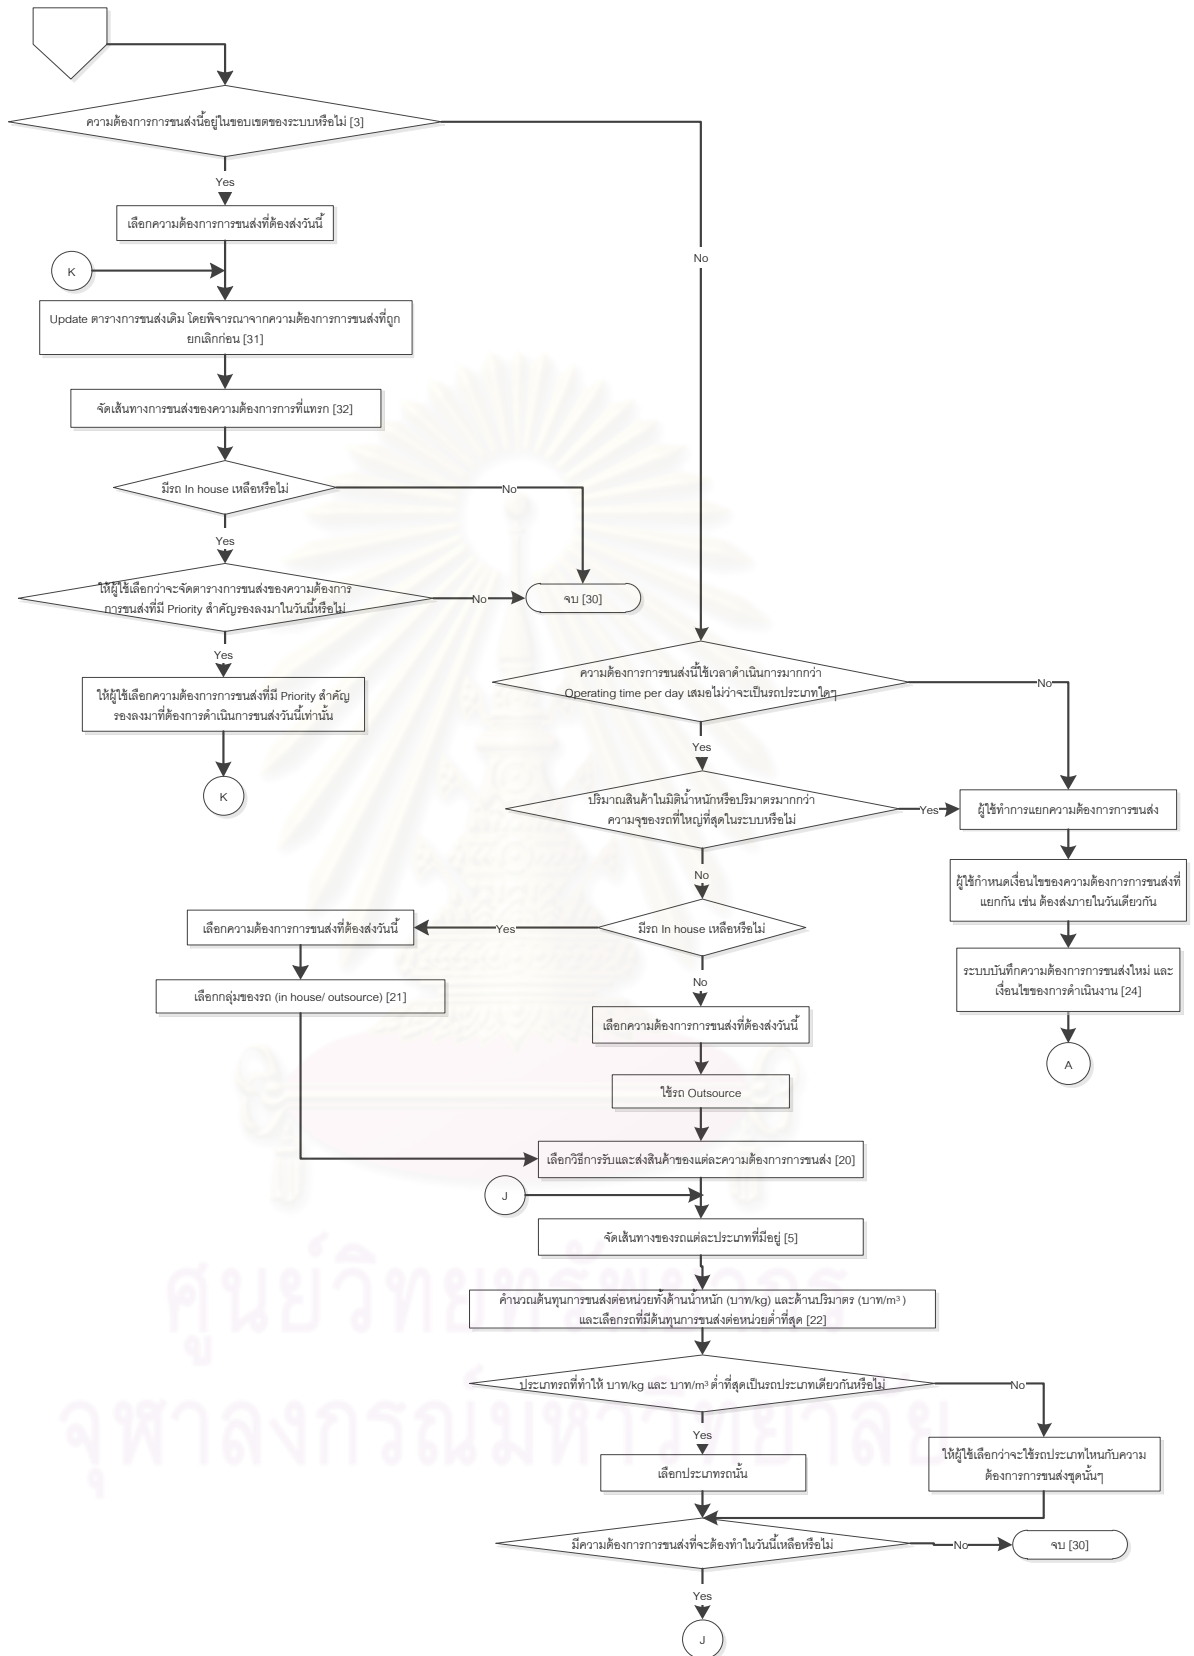 ความต้องการการขนส่งนี้อยู่ในขอบเขตของระบบหรือไม่ [3]
Yes
No
เลือกความต้องการการขนส่งที่ต้องส่งวันนี้
K
Update ตารางการขนส่งเดิม โดยพิจารณาจากความต้องการการขนส่งที่ถูก
ยกเลิกก่อน [31]
จัดเส้นทางการขนส่งของความต้องการการที่แทรก [32]
มีรถ In house เหลือหรือไม่
No
Yes
ให้ผู้ใช้เลือกว่าจะจัดตารางการขนส่งของความต้องการ
การขนส่งที่มี Priority สำคัญรองลงมาในวันนี้หรือไม่
No
จบ [30]
Yes
ให้ผู้ใช้เลือกความต้องการการขนส่งที่มี Priority สำคัญ
รองลงมาที่ต้องการดำเนินการขนส่งวันนี้เท่านั้น
K
ความต้องการการขนส่งนี้ใช้เวลาดำเนินการมากกว่า
Operating time per day เสมอไม่ว่าจะเป็นรถประเภทใดๆ
No
Yes
ปริมาณสินค้าในมิติน้ำหนักหรือปริมาตรมากกว่า
ความจุของรถที่ใหญ่ที่สุดในระบบหรือไม่
Yes
ผู้ใช้ทำการแยกความต้องการการขนส่ง
No
ผู้ใช้กำหนดเงื่อนไขของความต้องการการขนส่งที่
แยกกัน เช่น ต้องส่งภายในวันเดียวกัน
มีรถ In house เหลือหรือไม่
Yes
เลือกความต้องการการขนส่งที่ต้องส่งวันนี้
ระบบบันทึกความต้องการการขนส่งใหม่ และ
เงื่อนไขของการดำเนินงาน [24]
A
No
เลือกกลุ่มของรถ (in house/ outsource) [21]
เลือกความต้องการการขนส่งที่ต้องส่งวันนี้
ใช้รถ Outsource
เลือกวิธีการรับและส่งสินค้าของแต่ละความต้องการการขนส่ง [20]
J
จัดเส้นทางของรถแต่ละประเภทที่มีอยู่ [5]
คำนวณต้นทุนการขนส่งต่อหน่วยทั้งด้านน้ำหนัก (บาท/kg) และด้านปริมาตร (บาท/m³ )
และเลือกรถที่มีต้นทุนการขนส่งต่อหน่วยต่ำที่สุด [22]
ประเภทรถที่ทำให้ บาท/kg และ บาท/m³ ต่ำที่สุดเป็นรถประเภทเดียวกันหรือไม่
No
Yes
เลือกประเภทรถนั้น
ให้ผู้ใช้เลือกว่าจะใช้รถประเภทไหนกับความ
ต้องการการขนส่งชุดนั้นๆ
มีความต้องการการขนส่งที่จะต้องทำในวันนี้เหลือหรือไม่
No
จบ [30]
Yes
J
ศูนย์วิทยทรัพยากร
จุฬาลงกรณ์มหาวิทยาลัย